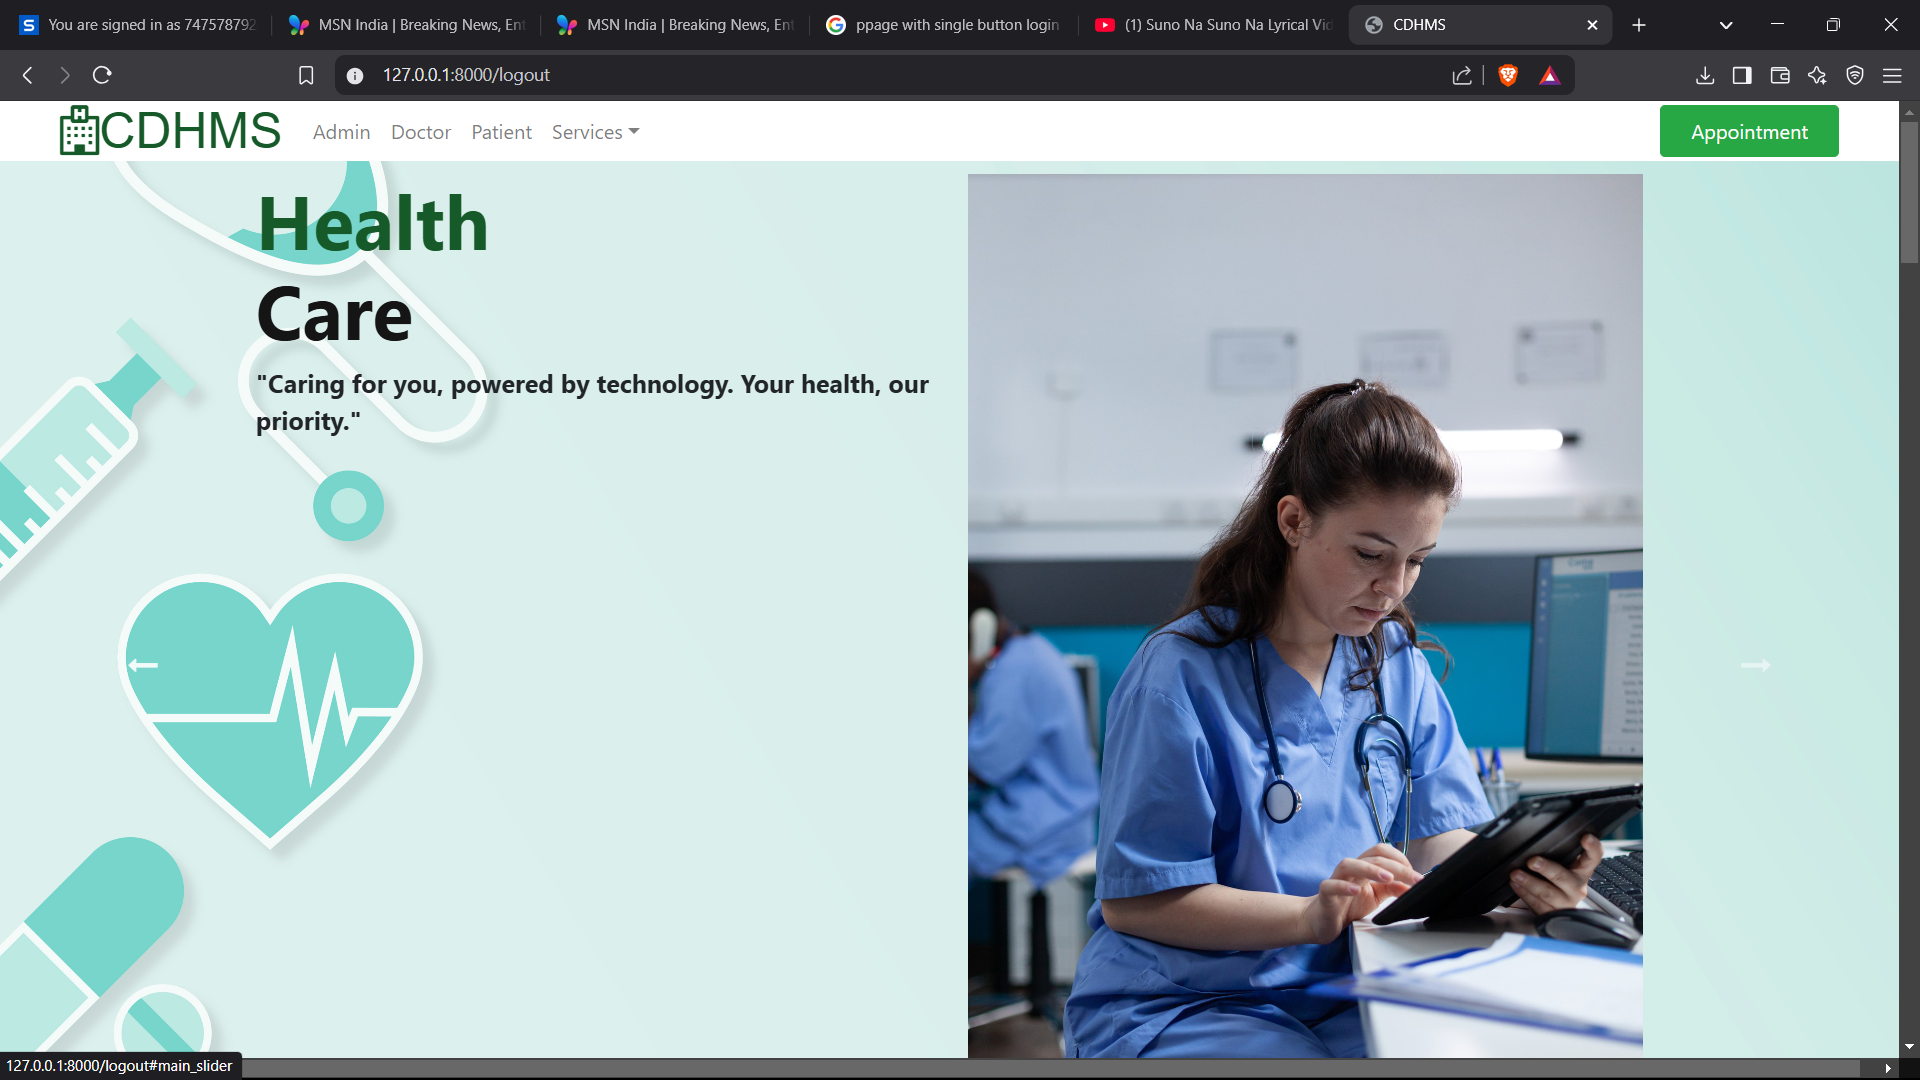 You are signed in as 747578792
MSN India | Breaking News, Ent
MSN India | Breaking News, Ent
ppage with single button login
(1) Suno Na Suno Na Lyrical Vid
CDHMS
127.0.0.1:8000/logout
CDHMS
Admin
Doctor
Patient
Services
Appointment
Health
Care
"Caring for you, powered by technology. Your health, our
priority."
127.0.0.1:8000/logout#main_slider